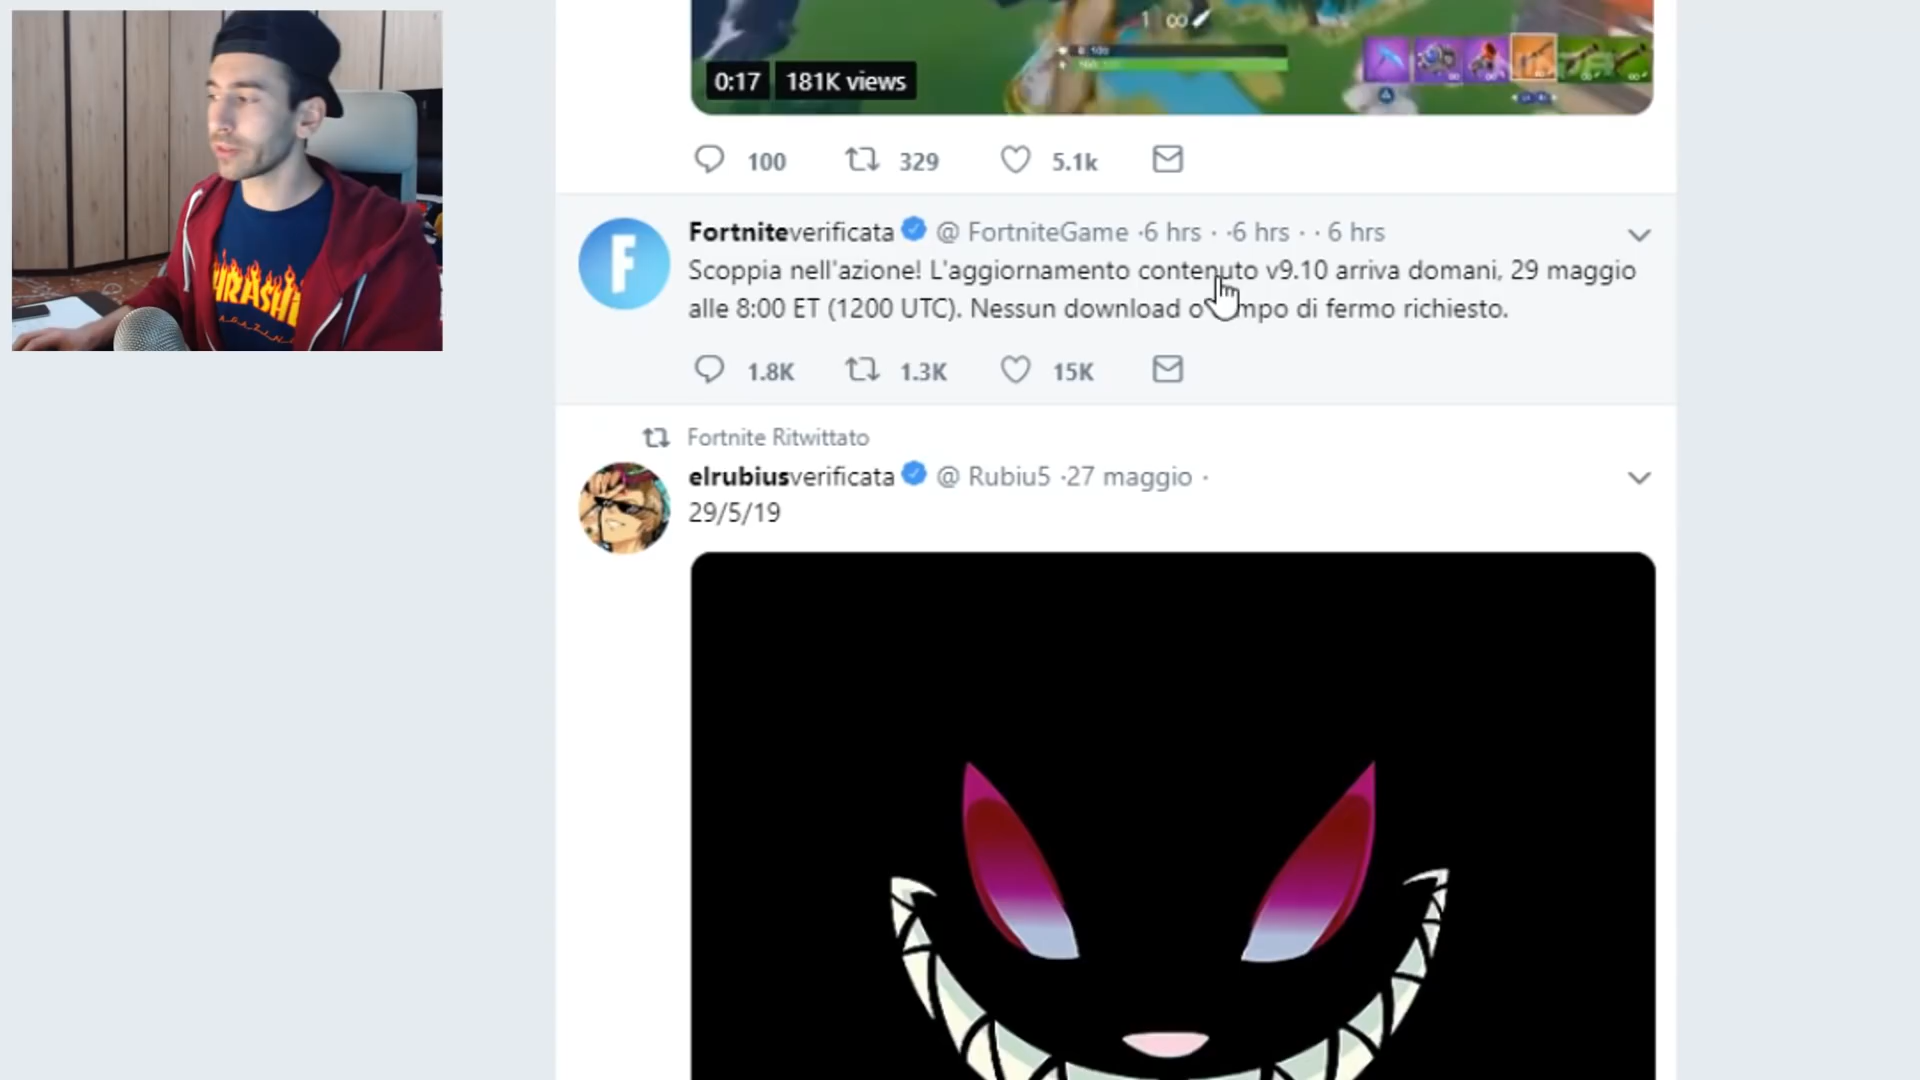 1 ∞
0:17 181K views
100 329 5.1k
Fortniteverificata @ FortniteGame ·6 hrs · ·6 hrs · · 6 hrs
Scoppia nell'azione! L'aggiornamento contenuto v9.10 arriva domani, 29 maggio
alle 8:00 ET (1200 UTC). Nessun download o di fermo richiesto.
1.8K 1.3K 15K
Fortnite Ritwittato
elrubiusverificata @ Rubiu5 ·27 maggio ·
29/5/19